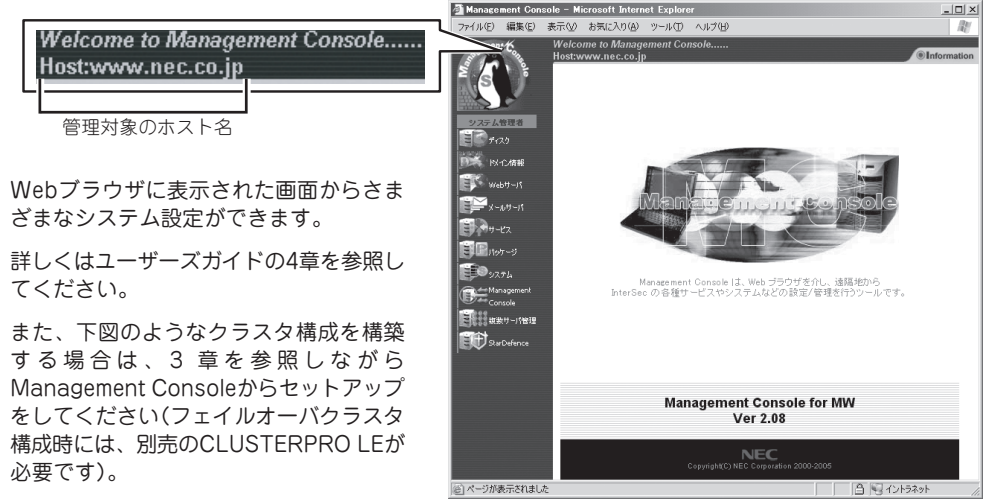 Welcome to Management Console......
Host:www.nec.co.jp
管理対象のホスト名
Webブラウザに表示された画面からさま
ざまなシステム設定ができます。
詳しくはユーザーズガイドの4章を参照し
てください。
また、下図のようなクラスタ構成を構築
する場合は、3 章を参照しながら
Management Consoleからセットアップ
をしてください(フェイルオーバクラスタ
構成時には、別売のCLUSTERPRO LEが
必要です)。
Management Console - Microsoft Internet Explorer
ファイル(F) 編集(E) 表示(V) お気に入り(A) ツール(T) ヘルプ(H)
Management Console
Welcome to Management Console......
Host:www.nec.co.jp
Information
システム管理者
ディスク
ドメイン情報
Webサーバ
メールサーバ
サービス
パッケージ
システム
Management
Console
複数サーバ管理
StarDefence
Management Console
Management Console は、Web ブラウザを介し、遠隔地から
InterSec の各種サービスやシステムなどの設定/管理を行うツールです。
Management Console for MW
Ver 2.08
NEC
Copyright(C) NEC Corporation 2000-2005
ページが表示されました
イントラネット